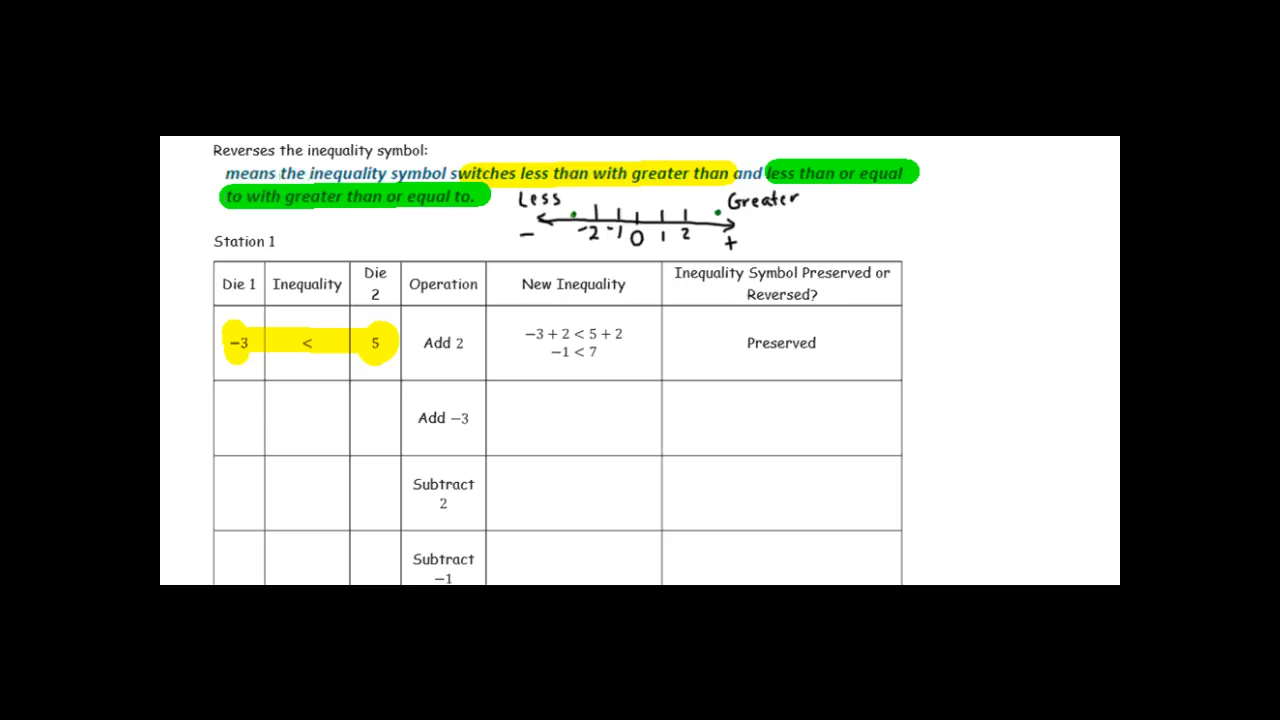 Reverses the inequality symbol:
means the inequality symbol switches less than with greater than and less than or equal
to with greater than or equal to.
Less
Greater
-2 -1 0 1 2
− +
Station 1
Die 1 Inequality Die 2 Operation New Inequality Inequality Symbol Preserved or Reversed?
−3 < 5 Add 2 −3 + 2 < 5 + 2
−1 < 7
Preserved
Add −3
Subtract
2
Subtract
−1